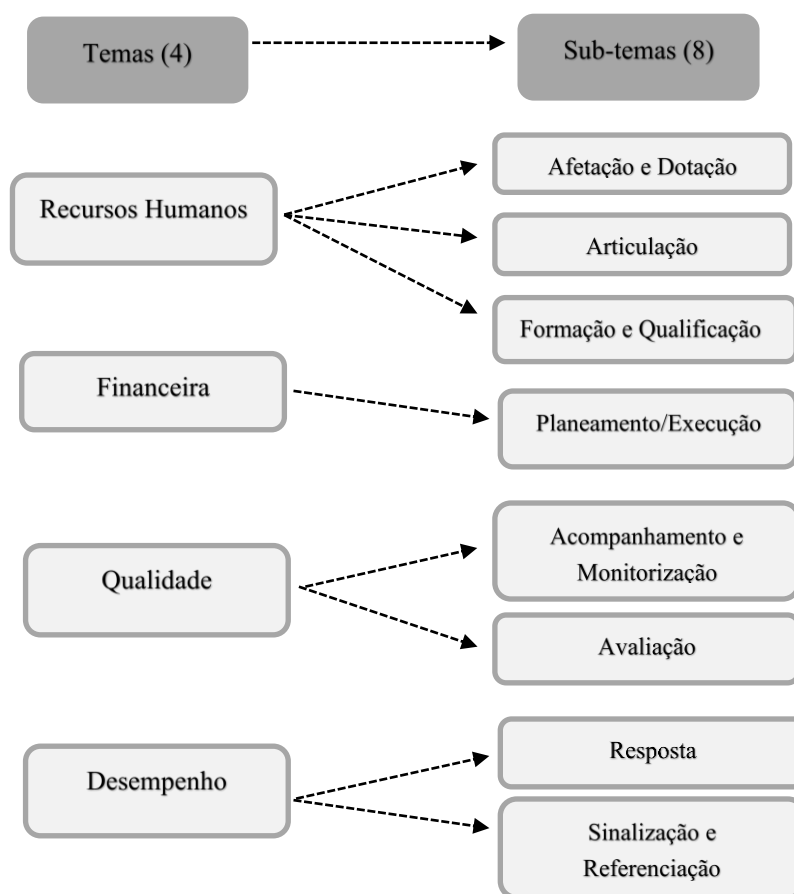 Temas (4)
Sub-temas (8)
Recursos Humanos
Afetação e Dotação
Articulação
Formação e Qualificação
Financeira
Planeamento/Execução
Qualidade
Acompanhamento e
Monitorização
Avaliação
Desempenho
Resposta
Sinalização e
Referenciação